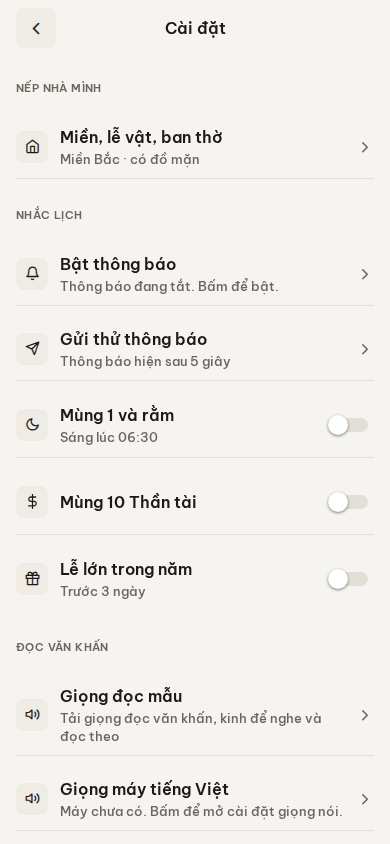 Cài đặt
NẾP NHÀ MÌNH
Miền, lễ vật, ban thờ
Miền Bắc · có đồ mặn
NHẮC LỊCH
Bật thông báo
Thông báo đang tắt. Bấm để bật.
Gửi thử thông báo
Thông báo hiện sau 5 giây
Mùng 1 và rằm
Sáng lúc 06:30
Mùng 10 Thần tài
Lễ lớn trong năm
Trước 3 ngày
ĐỌC VĂN KHẤN
Giọng đọc mẫu
Tải giọng đọc văn khấn, kinh để nghe và
đọc theo
Giọng máy tiếng Việt
Máy chưa có. Bấm để mở cài đặt giọng nói.